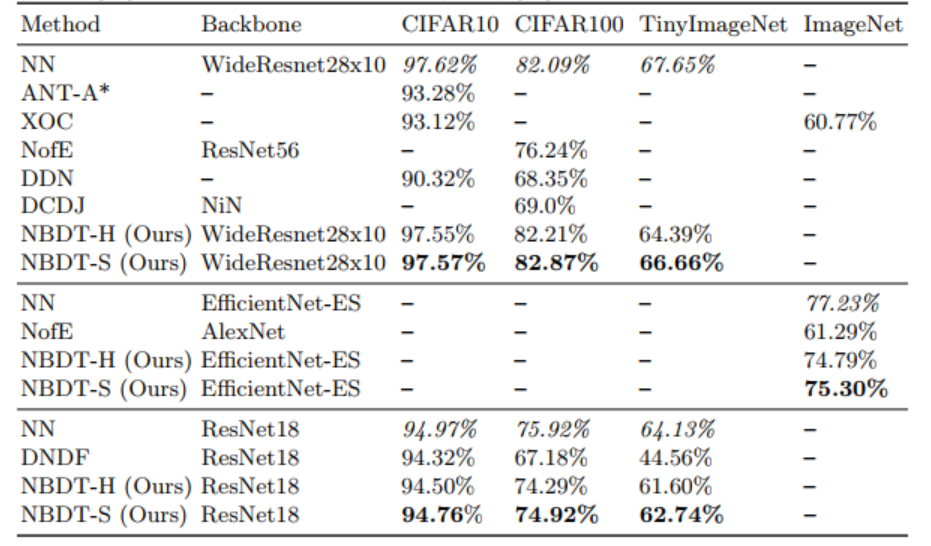 Method Backbone CIFAR10 CIFAR100 TinyImageNet ImageNet
NN WideResnet28x10 97.62% 82.09% 67.65% –
ANT-A* – 93.28% – – –
XOC – 93.12% – – 60.77%
NofE ResNet56 – 76.24% – –
DDN – 90.32% 68.35% – –
DCDJ NiN – 69.0% – –
NBDT-H (Ours) WideResnet28x10 97.55% 82.21% 64.39% –
NBDT-S (Ours) WideResnet28x10 97.57% 82.87% 66.66% –
NN EfficientNet-ES – – – 77.23%
NofE AlexNet – – – 61.29%
NBDT-H (Ours) EfficientNet-ES – – – 74.79%
NBDT-S (Ours) EfficientNet-ES – – – 75.30%
NN ResNet18 94.97% 75.92% 64.13% –
DNDF ResNet18 94.32% 67.18% 44.56% –
NBDT-H (Ours) ResNet18 94.50% 74.29% 61.60% –
NBDT-S (Ours) ResNet18 94.76% 74.92% 62.74% –